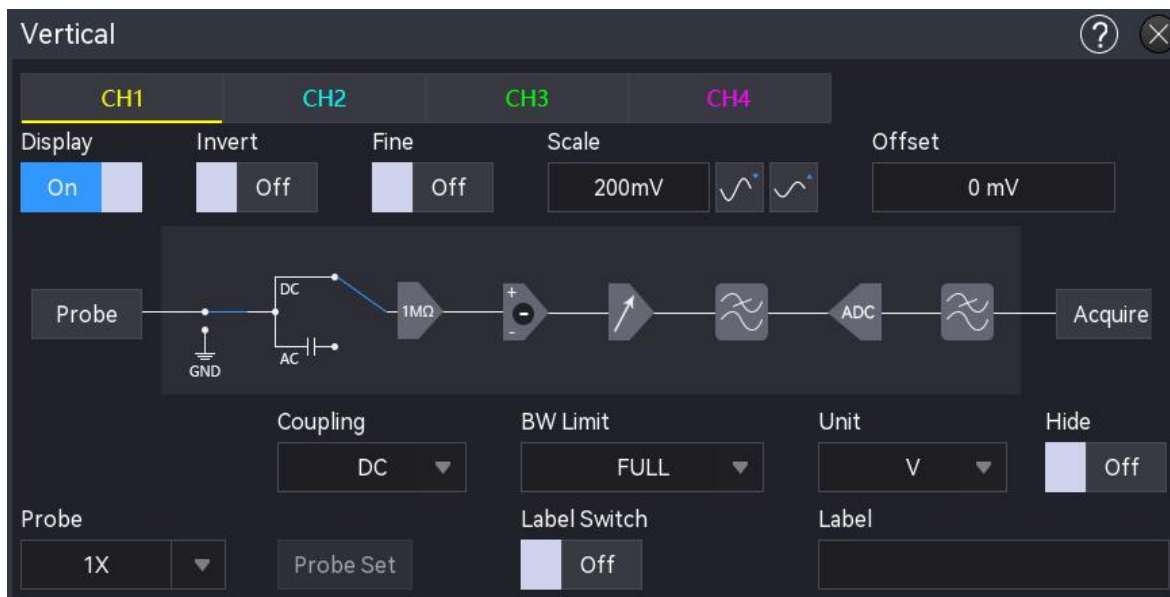 Vertical ?
CH1 CH2 CH3 CH4
Display Invert Fine Scale Offset
On Off Off 200mV 0 mV
DC
Probe 1MΩ + - - ADC Acquire
GND AC
Coupling BW Limit Unit Hide
DC FULL V Off
Probe Label Switch Label
1X Probe Set Off